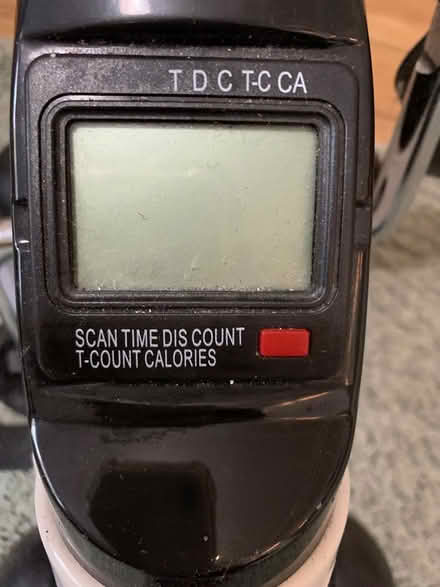 T D C T-C CA
SCAN TIME DIS COUNT
T-COUNT CALORIES